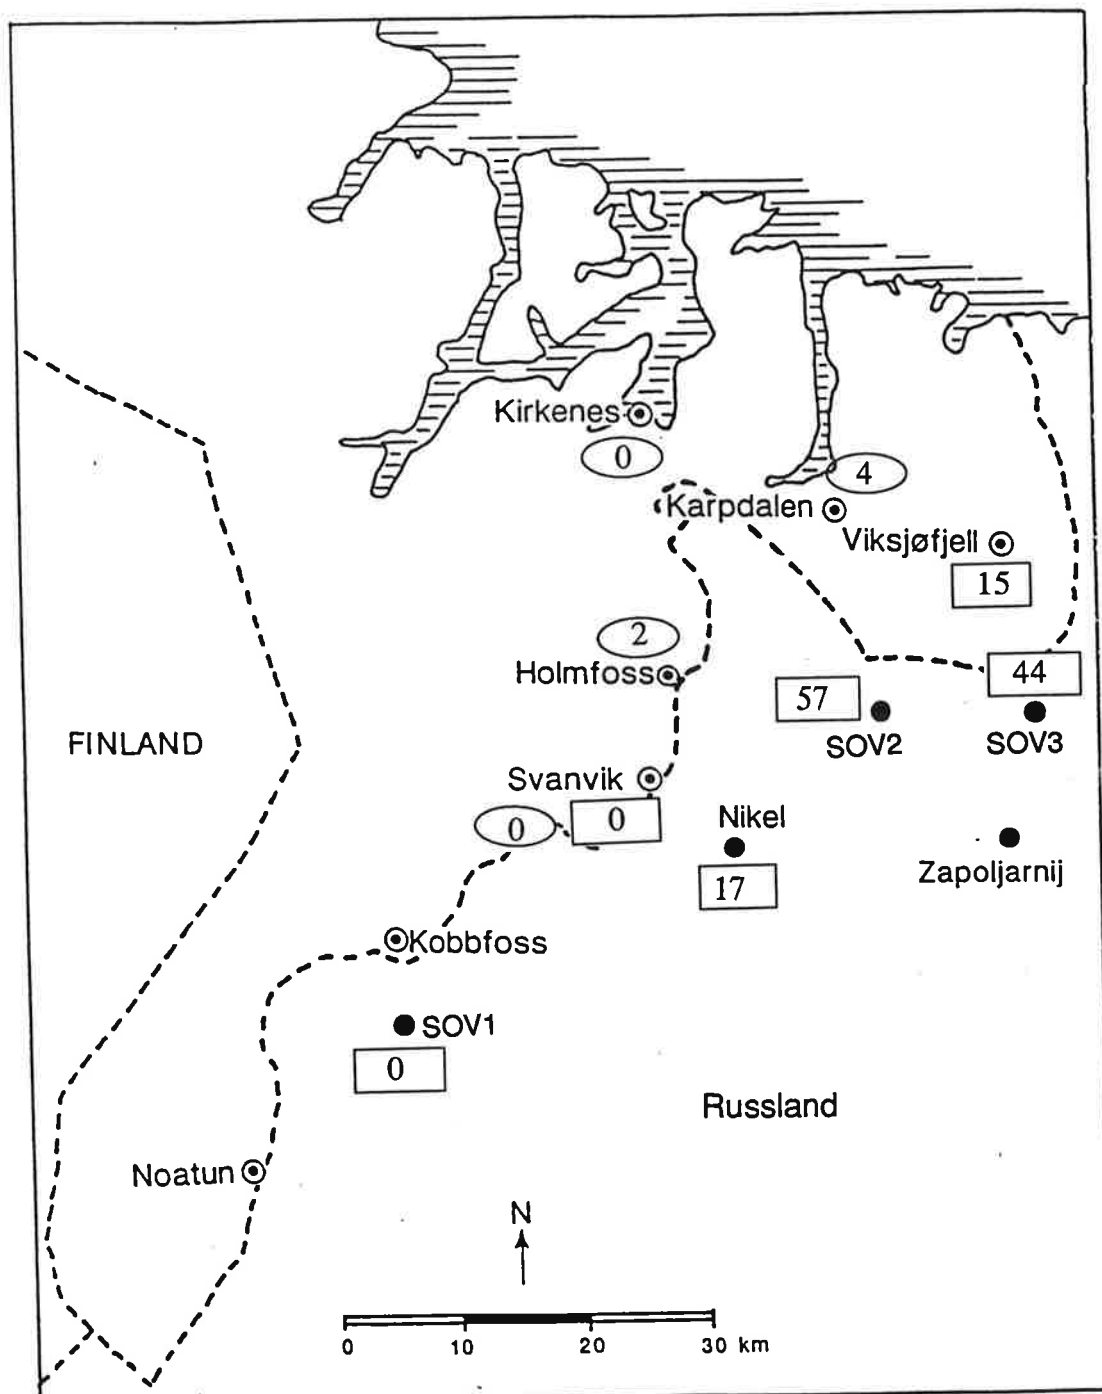 Kirkenes
0
4
Karpdalen
Viksjøfjell
15
2
Holmfoss
44
57
FINLAND
SOV2
SOV3
Svanvik
0
0
Nikel
17
Zapoljarnij
Kobbfoss
SOV1
0
Russland
Noatun
N
0 10 20 30 km